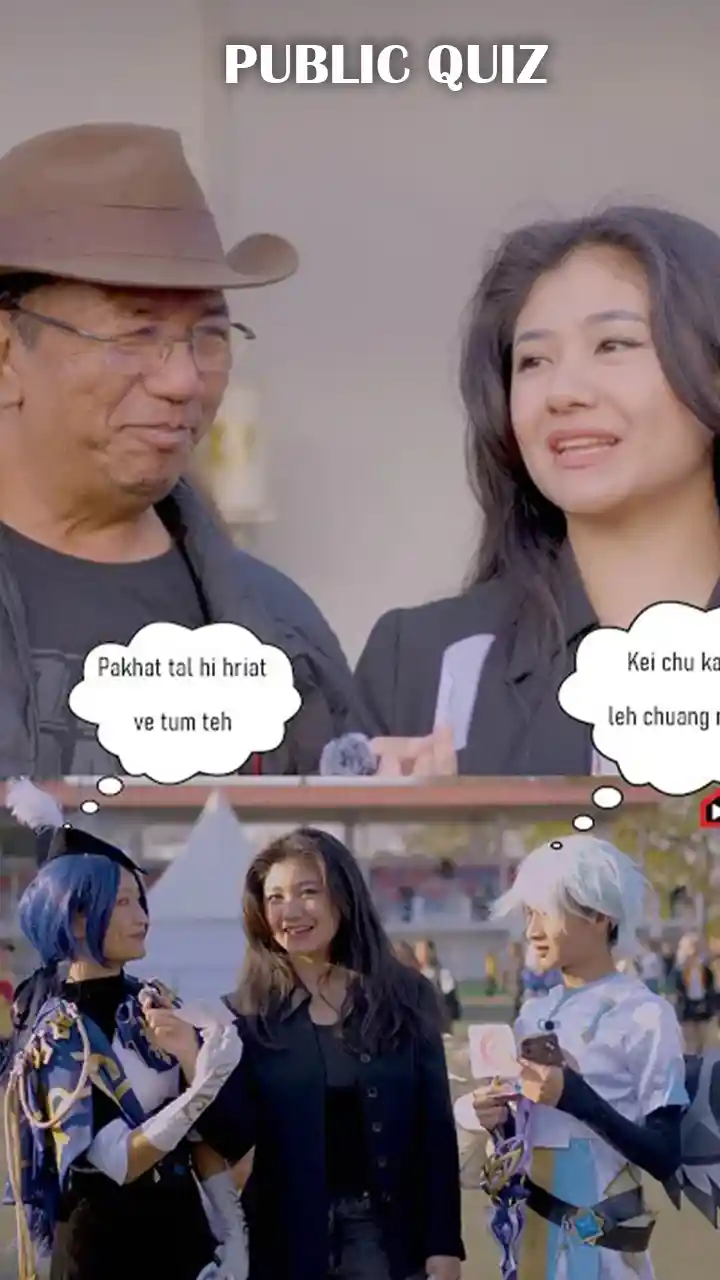 PUBLIC QUIZ
Pakhat tal hi hriat
ve tum teh
Kei chu ka
leh chuang